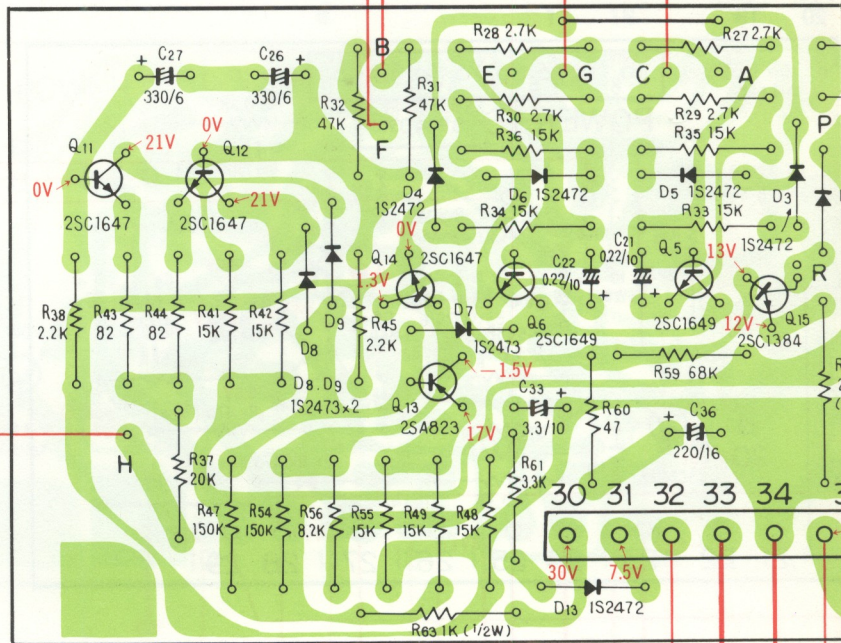 R28 2.7K
R27 2.7K
C27
330/6
C26
330/6
B
E
G
C
A
R32
47K
R31
47K
R30 2.7K
R29 2.7K
F
R36 15K
R35 15K
P
Q11
21V
0V
Q12
0V
21V
2SC1647
2SC1647
D4
1S2472
D6 1S2472
D5 1S2472
D3
1S2472
R34 15K
R33 15K
0V
Q14
2SC1647
1.3V
C22
0.22/10
C21
0.22/10
Q5
13V
R
R38
2.2K
R43
82
R44
82
R41
15K
R42
15K
D8
D9
R45
2.2K
D7
1S2473
Q6
2SC1649
2SC1649
12V
Q15
2SC1384
D8. D9
1S2473×2
—1.5V
Q13
2SA823
17V
R59 68K
C33
3.3/10
R60
47
C36
220/16
H
R37
20K
R61
3.3K
R47
150K
R54
150K
R56
8.2K
R55
15K
R49
15K
R48
15K
30 31 32 33 34
30V
7.5V
D13 1S2472
R63 1K (1/2W)